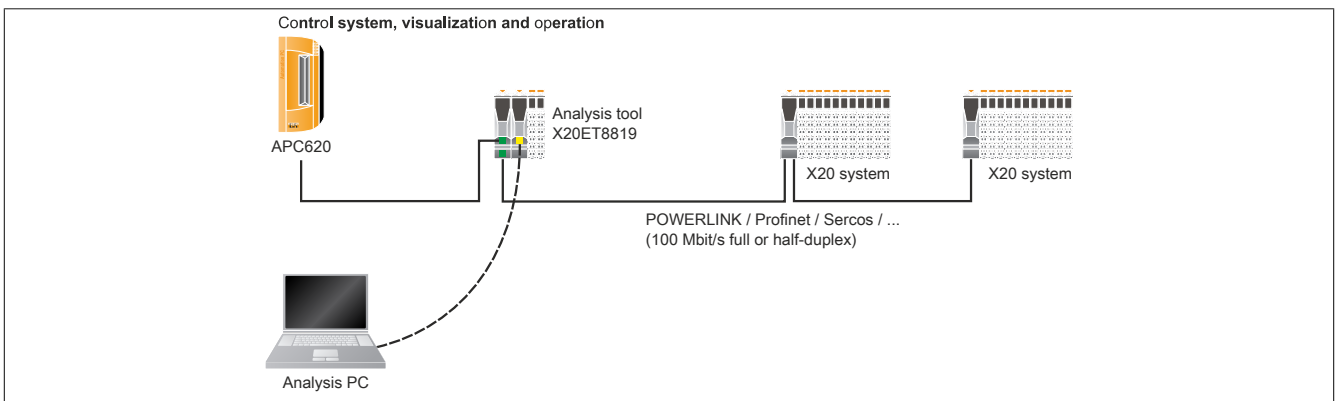 Control system, visualization and operation
APC620
Analysis tool
X20ET8819
X20 system
X20 system
POWERLINK / Profinet / Sercos / ...
(100 Mbit/s full or half-duplex)
Analysis PC